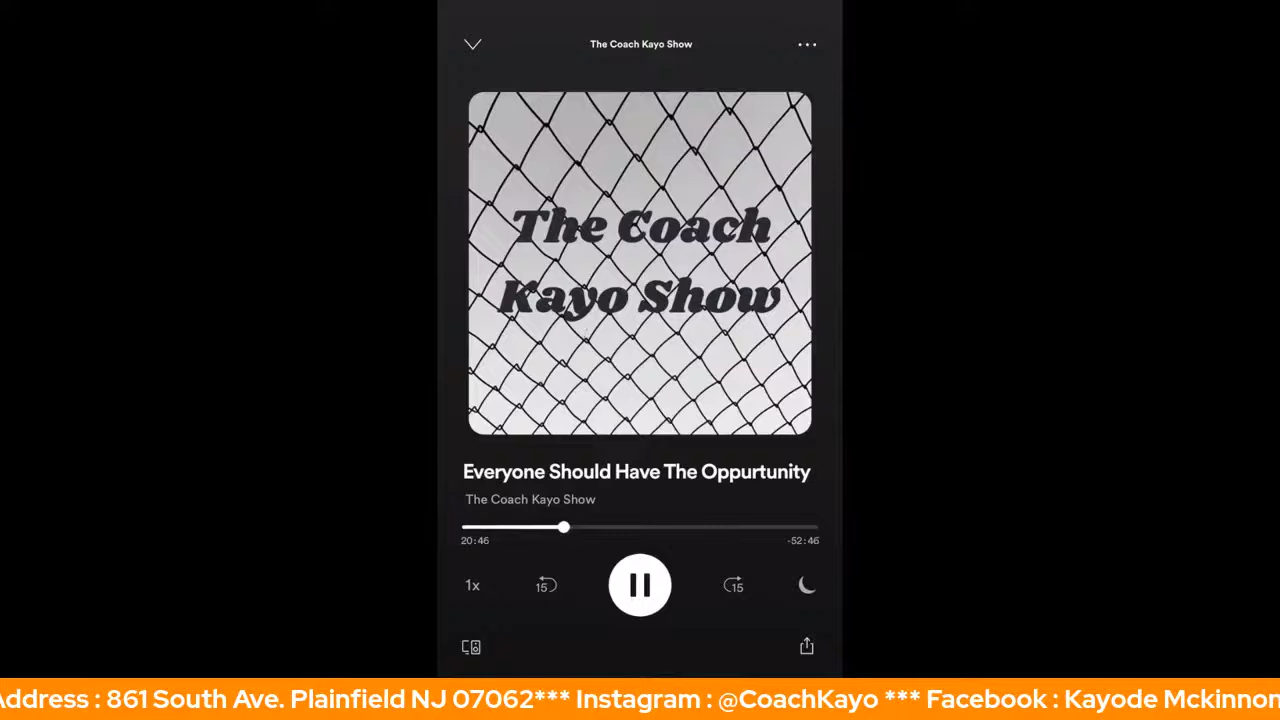 The Coach Kayo Show
The Coach
Kayo Show
Everyone Should Have The Oppurtunity
The Coach Kayo Show
20:46 -52:46
1x 15 15
ddress : 861 South Ave. Plainfield NJ 07062*** Instagram : @CoachKayo *** Facebook : Kayode Mckinnon